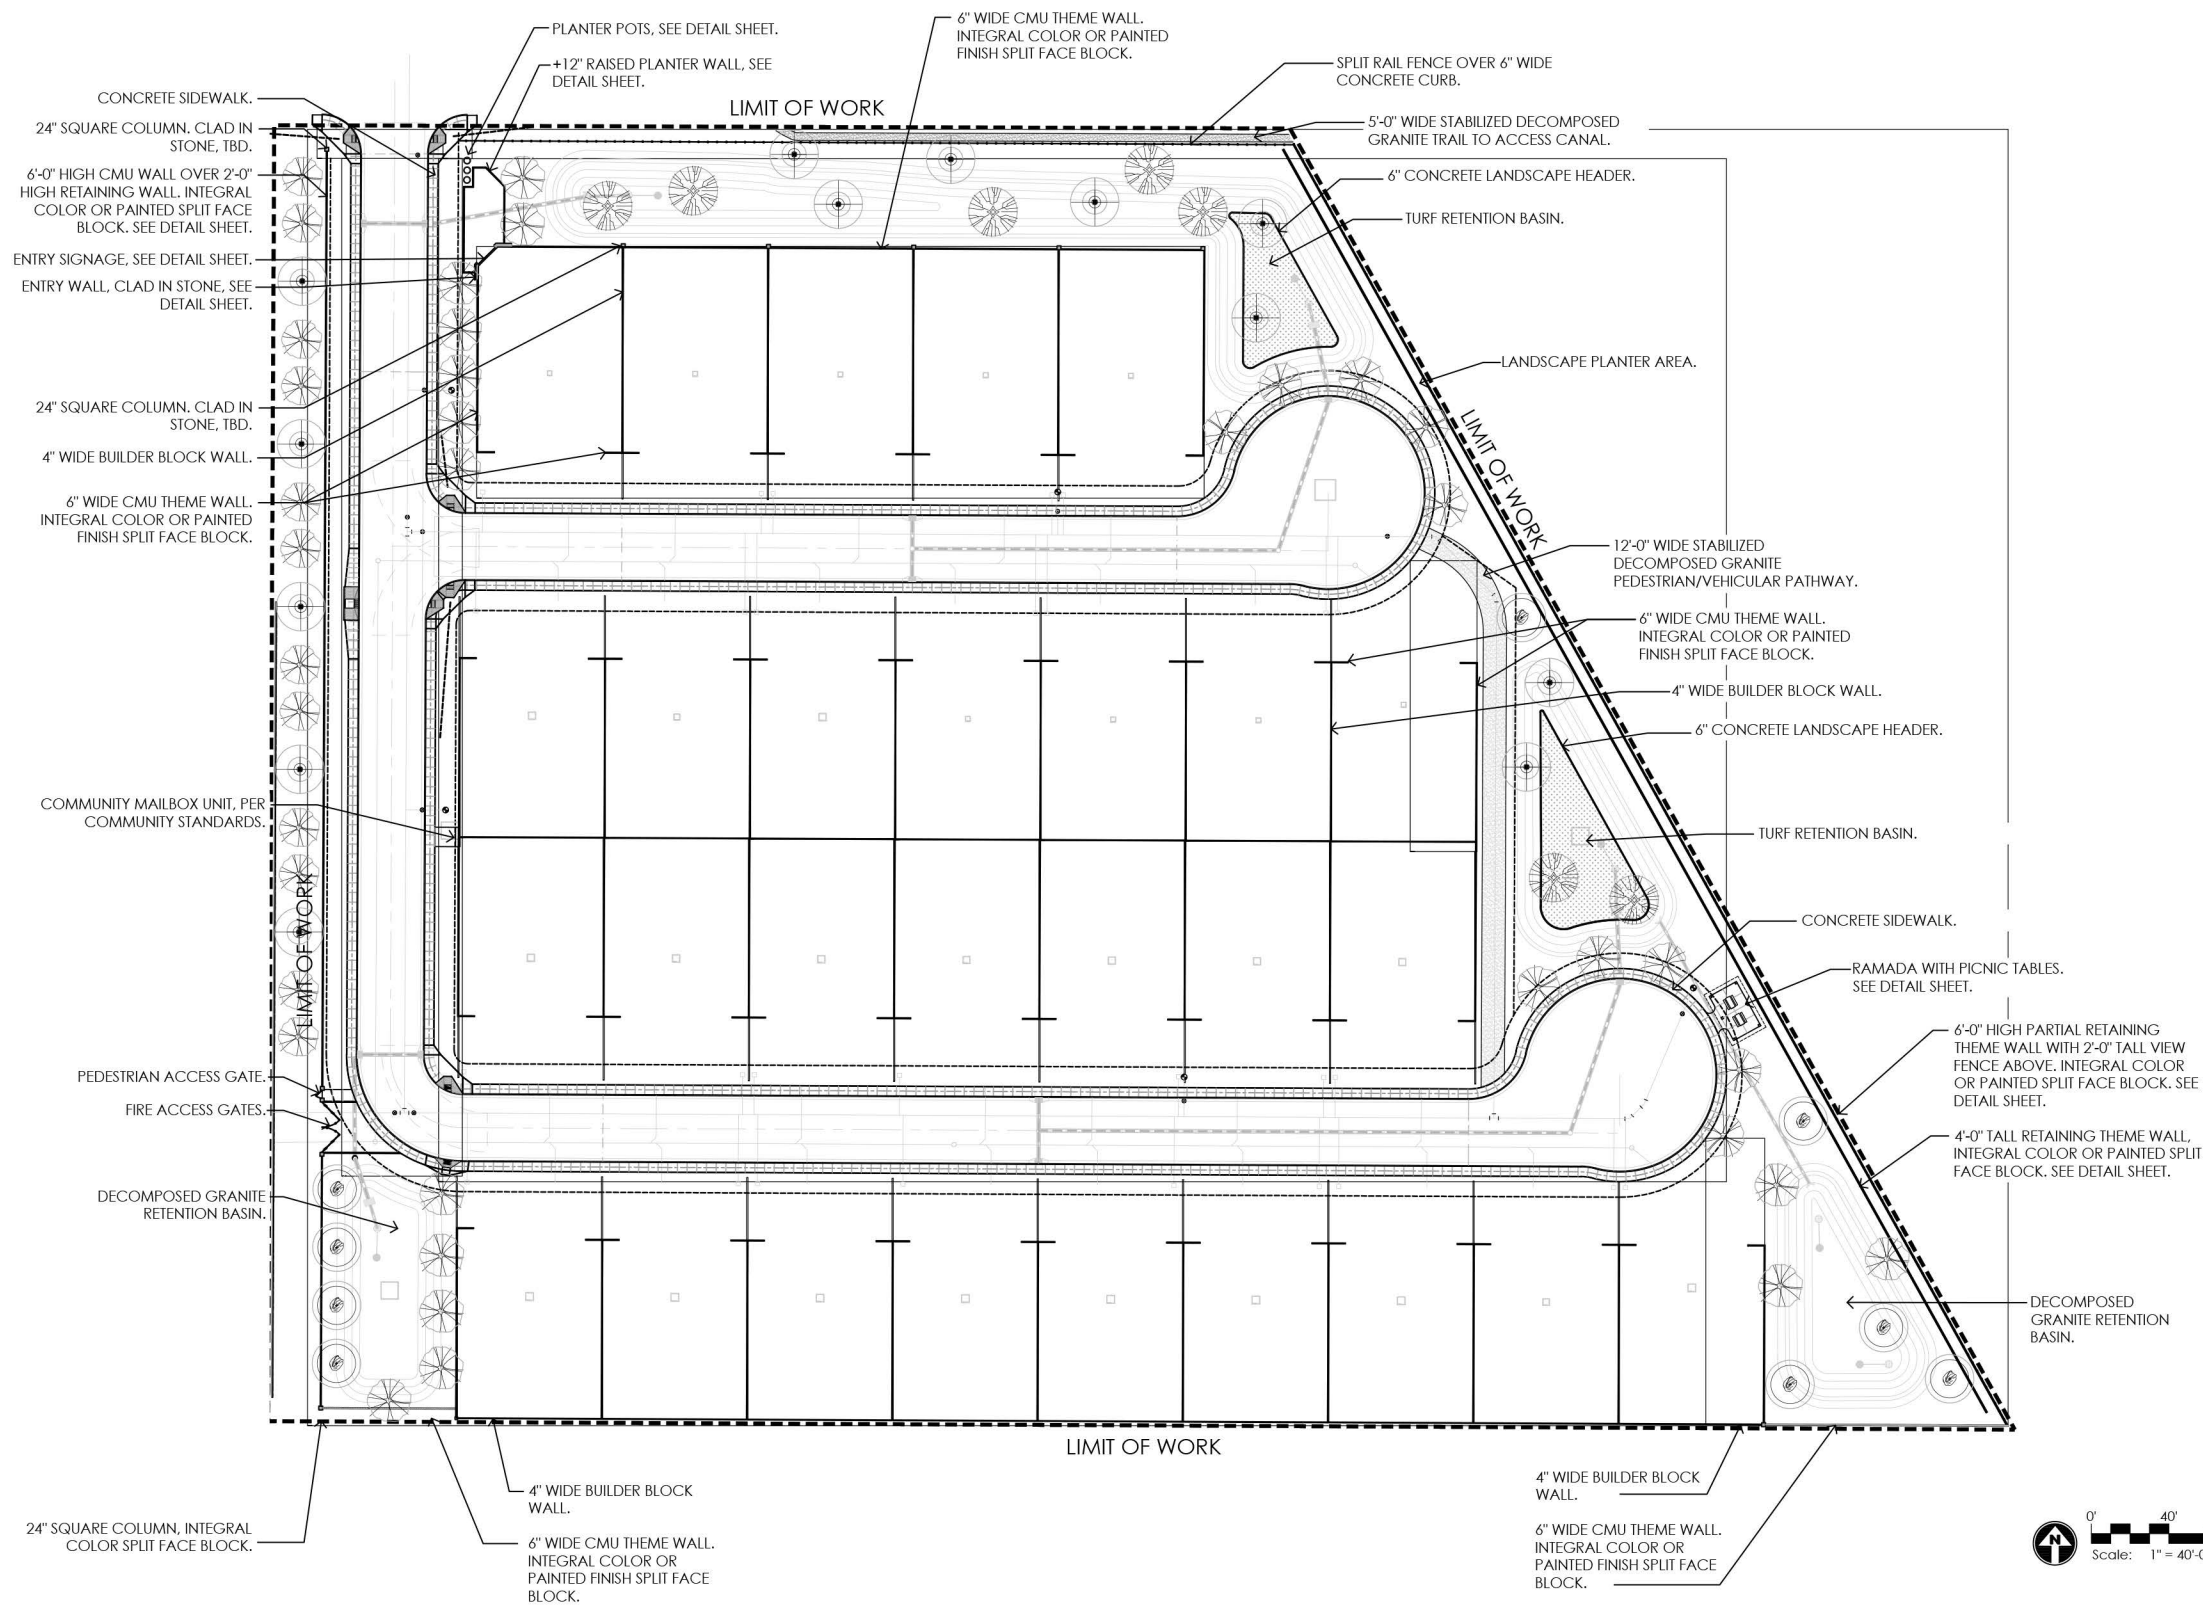 PLANTER POTS, SEE DETAIL SHEET.
+12" RAISED PLANTER WALL, SEE
DETAIL SHEET.
6" WIDE CMU THEME WALL.
INTEGRAL COLOR OR PAINTED
FINISH SPLIT FACE BLOCK.
SPLIT RAIL FENCE OVER 6" WIDE
CONCRETE CURB.
LIMIT OF WORK
5'-0" WIDE STABILIZED DECOMPOSED
GRANITE TRAIL TO ACCESS CANAL.
6" CONCRETE LANDSCAPE HEADER.
TURF RETENTION BASIN.
CONCRETE SIDEWALK.
24" SQUARE COLUMN. CLAD IN
STONE, TBD.
6'-0" HIGH CMU WALL OVER 2'-0"
HIGH RETAINING WALL. INTEGRAL
COLOR OR PAINTED SPLIT FACE
BLOCK. SEE DETAIL SHEET.
ENTRY SIGNAGE, SEE DETAIL SHEET.
ENTRY WALL, CLAD IN STONE, SEE
DETAIL SHEET.
24" SQUARE COLUMN. CLAD IN
STONE, TBD.
4" WIDE BUILDER BLOCK WALL.
6" WIDE CMU THEME WALL.
INTEGRAL COLOR OR PAINTED
FINISH SPLIT FACE BLOCK.
LANDSCAPE PLANTER AREA.
LIMIT OF WORK
12'-0" WIDE STABILIZED
DECOMPOSED GRANITE
PEDESTRIAN/VEHICULAR PATHWAY.
6" WIDE CMU THEME WALL.
INTEGRAL COLOR OR PAINTED
FINISH SPLIT FACE BLOCK.
4" WIDE BUILDER BLOCK WALL.
6" CONCRETE LANDSCAPE HEADER.
COMMUNITY MAILBOX UNIT, PER
COMMUNITY STANDARDS.
TURF RETENTION BASIN.
LIMIT OF WORK
CONCRETE SIDEWALK.
RAMADA WITH PICNIC TABLES.
SEE DETAIL SHEET.
6'-0" HIGH PARTIAL RETAINING
THEME WALL WITH 2'-0" TALL VIEW
FENCE ABOVE. INTEGRAL COLOR
OR PAINTED SPLIT FACE BLOCK. SEE
DETAIL SHEET.
PEDESTRIAN ACCESS GATE.
FIRE ACCESS GATES.
4'-0" TALL RETAINING THEME WALL,
INTEGRAL COLOR OR PAINTED SPLIT
FACE BLOCK. SEE DETAIL SHEET.
DECOMPOSED GRANITE
RETENTION BASIN.
DECOMPOSED
GRANITE RETENTION
BASIN.
LIMIT OF WORK
4" WIDE BUILDER BLOCK
WALL.
6" WIDE CMU THEME WALL.
INTEGRAL COLOR OR
PAINTED FINISH SPLIT FACE
BLOCK.
24" SQUARE COLUMN, INTEGRAL
COLOR SPLIT FACE BLOCK.
4" WIDE BUILDER BLOCK
WALL.
6" WIDE CMU THEME WALL.
INTEGRAL COLOR OR
PAINTED FINISH SPLIT FACE
BLOCK.
N
0' 40'
Scale: 1" = 40'-0